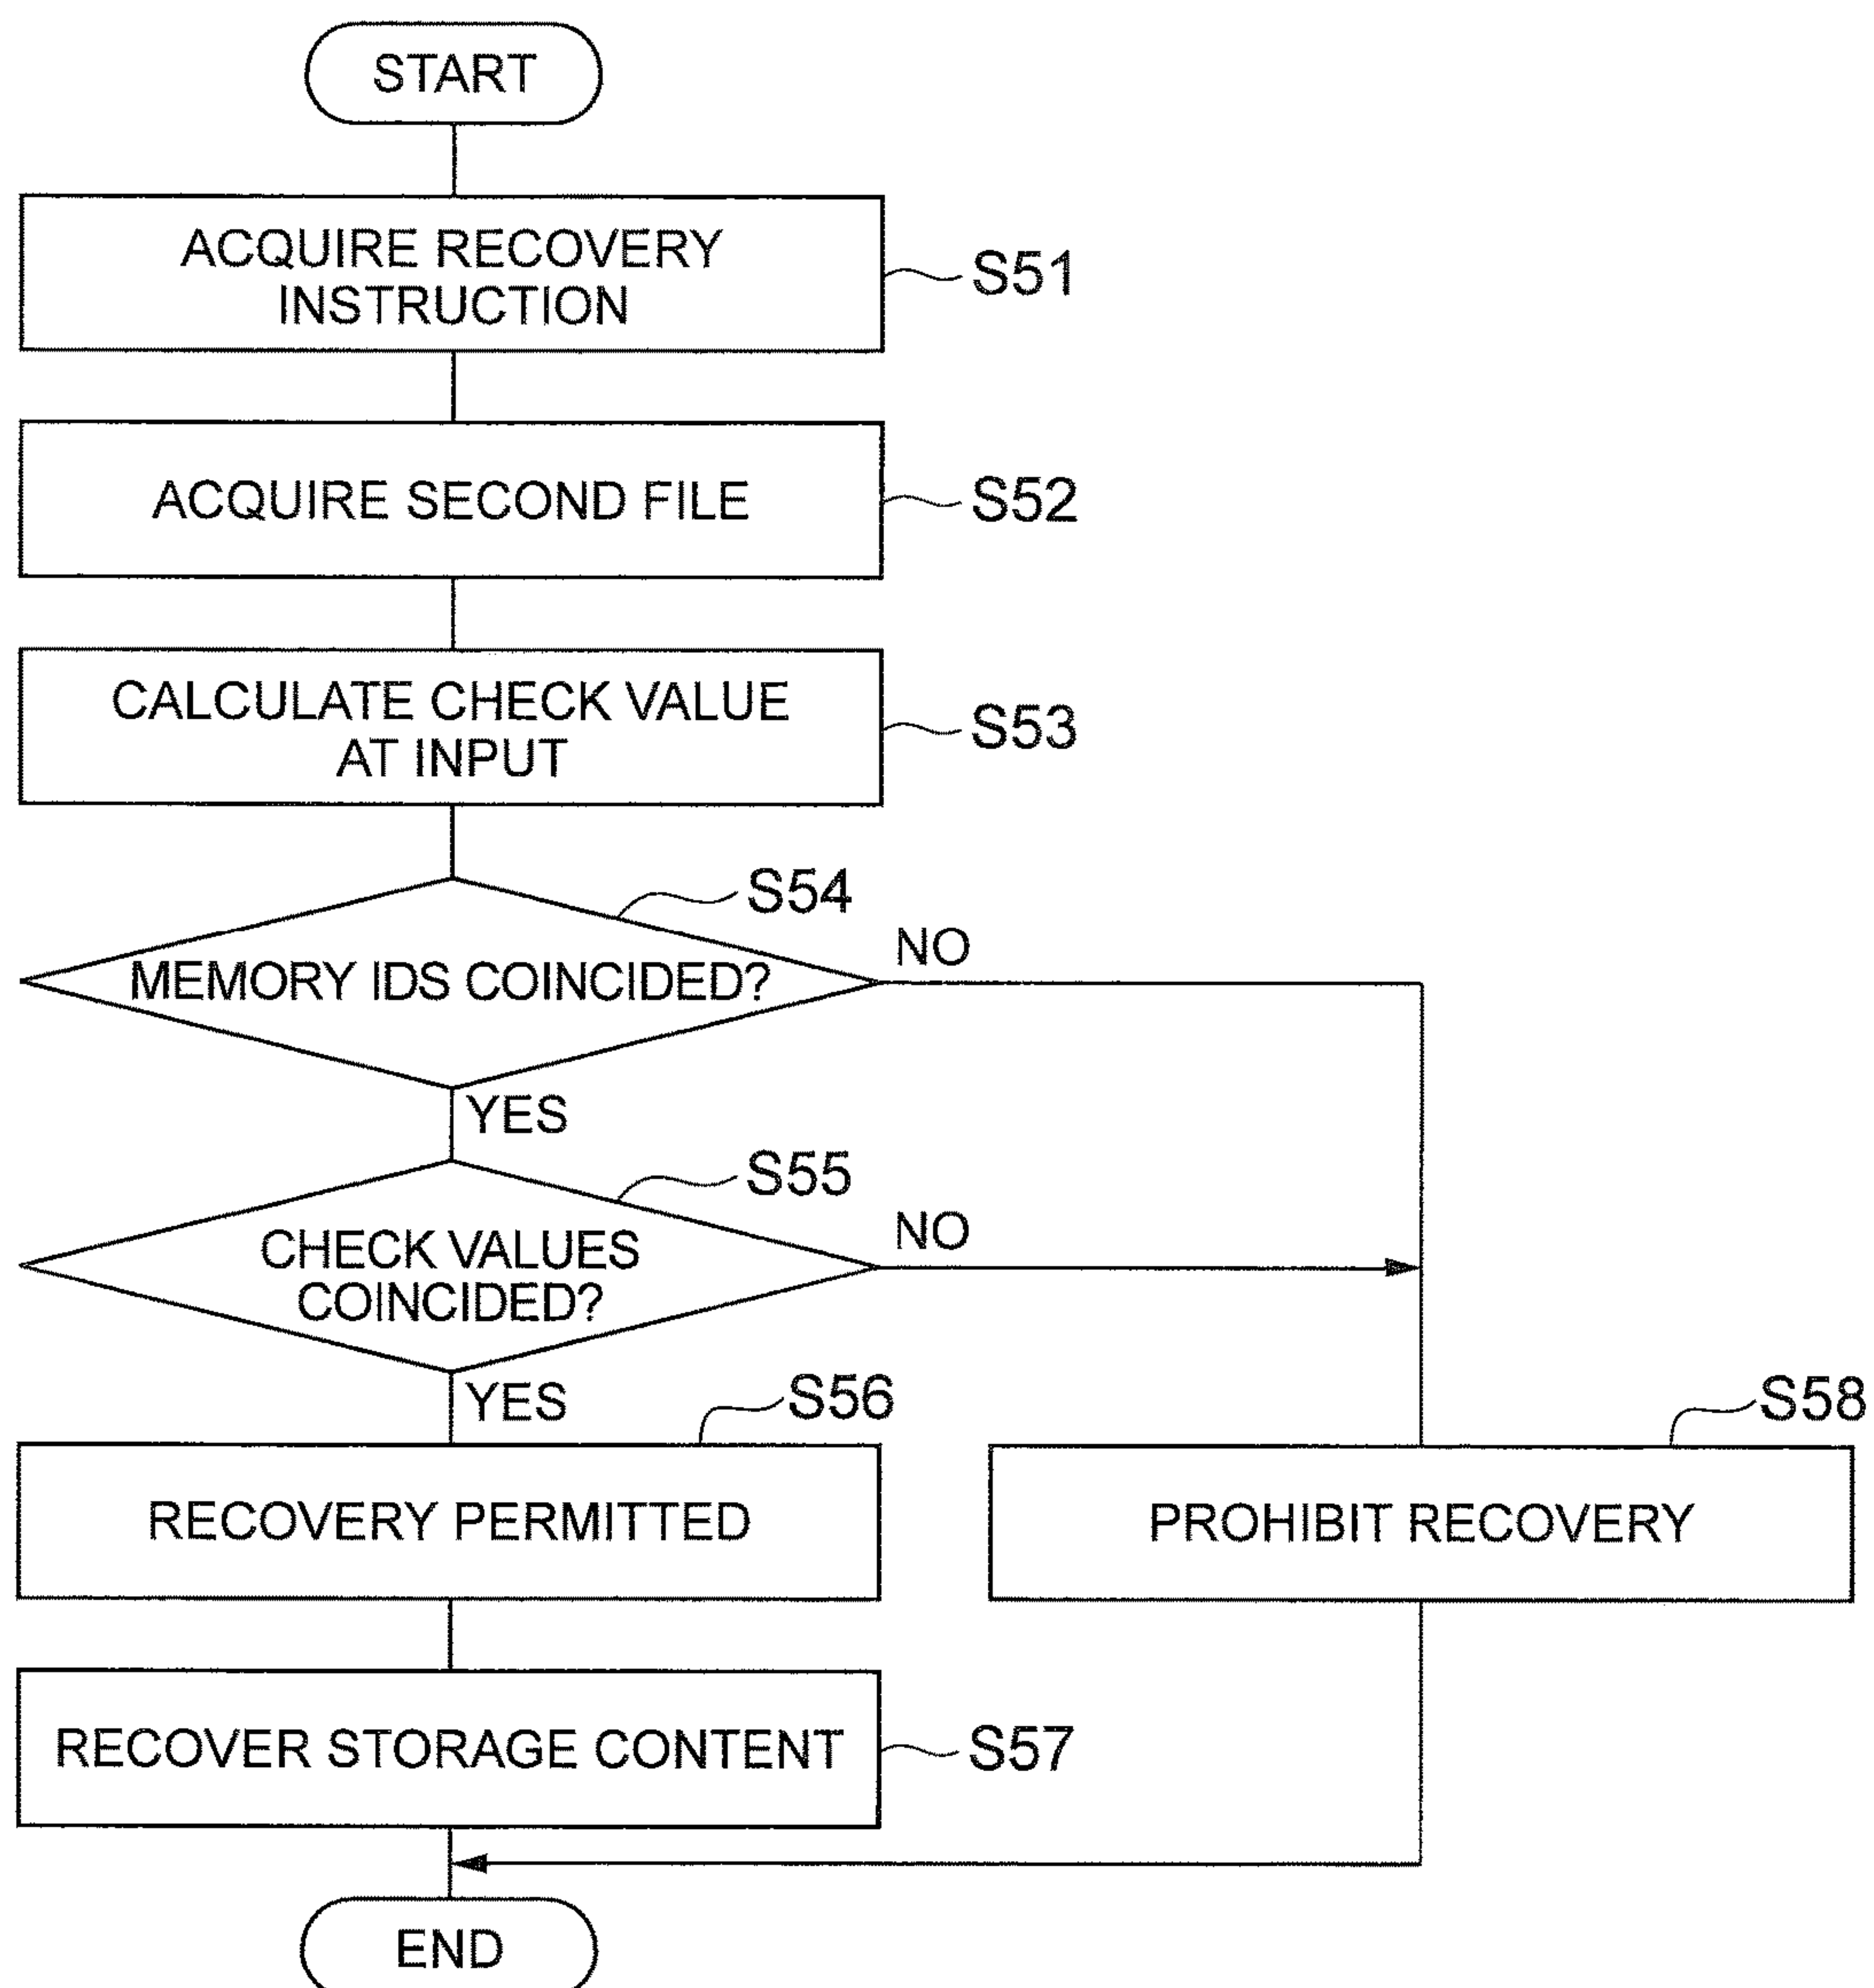 START
ACQUIRE RECOVERY
INSTRUCTION
S51
ACQUIRE SECOND FILE
S52
CALCULATE CHECK VALUE
AT INPUT
S53
S54
MEMORY IDS COINCIDED?
NO
YES
S55
CHECK VALUES
COINCIDED?
NO
YES
S56
RECOVERY PERMITTED
S58
PROHIBIT RECOVERY
RECOVER STORAGE CONTENT
S57
END